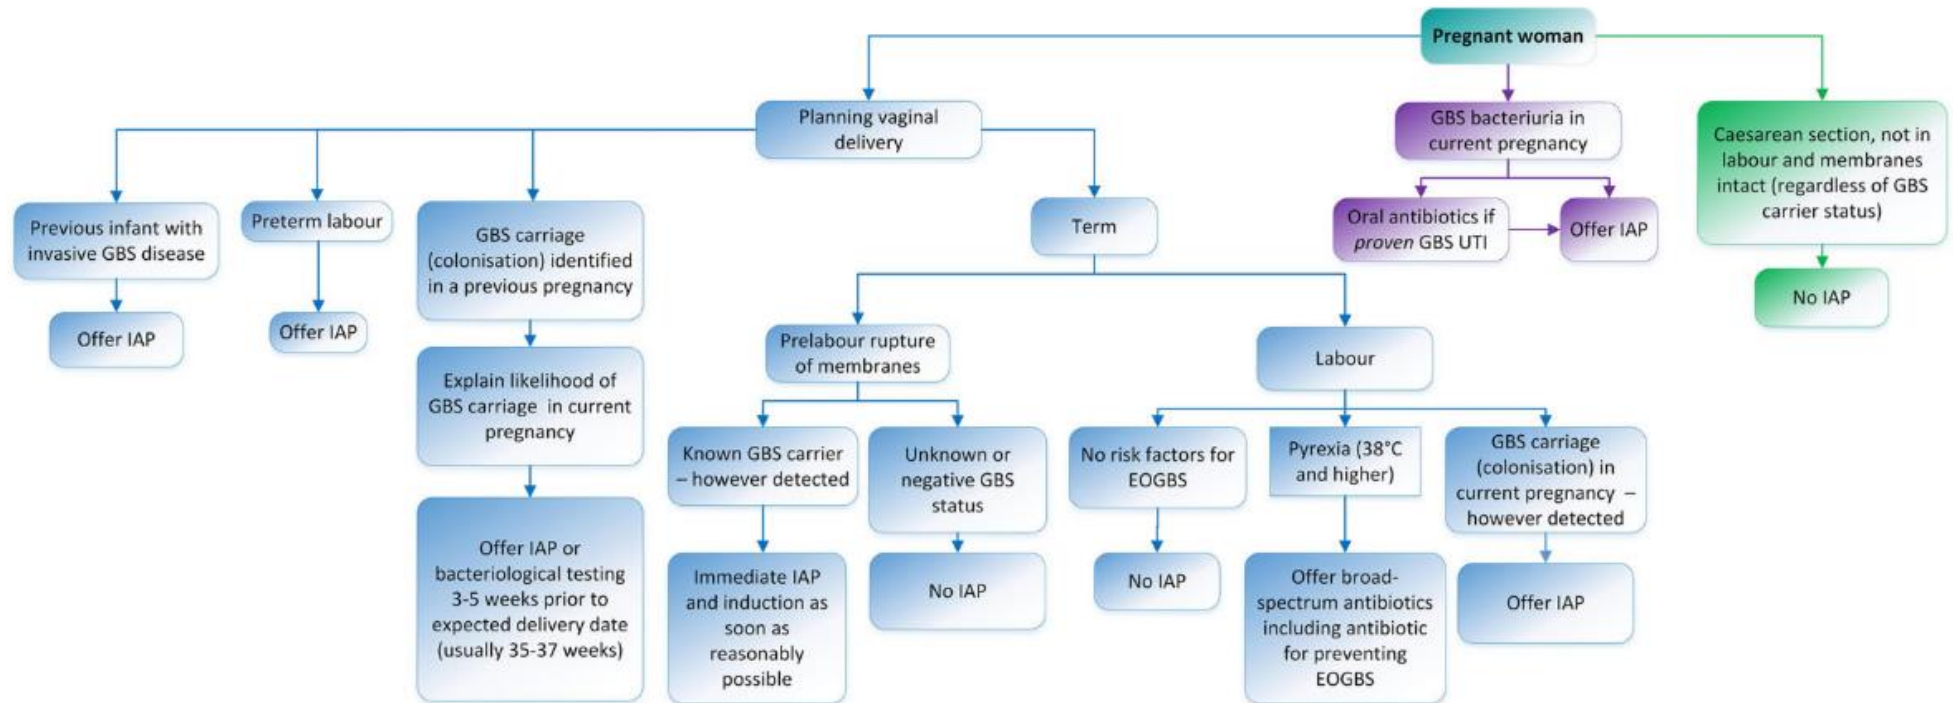 Pregnant woman
Planning vaginal
delivery
GBS bacteriuria in
current pregnancy
Caesarean section, not in
labour and membranes
intact (regardless of GBS
carrier status)
Previous infant with
invasive GBS disease
Offer IAP
Preterm labour
Offer IAP
GBS carriage
(colonisation) identified
in a previous pregnancy
Explain likelihood of
GBS carriage in current
pregnancy
Offer IAP or
bacteriological testing
3-5 weeks prior to
expected delivery date
(usually 35-37 weeks)
Term
Prelabour rupture
of membranes
Known GBS carrier
– however detected
Immediate IAP
and induction as
soon as
reasonably
possible
Unknown or
negative GBS
status
No IAP
Labour
No risk factors for
EOGBS
No IAP
Pyrexia (38°C
and higher)
Offer broad-
spectrum antibiotics
including antibiotic
for preventing
EOGBS
GBS carriage
(colonisation) in
current pregnancy –
however detected
Offer IAP
Oral antibiotics if
proven GBS UTI
Offer IAP
No IAP